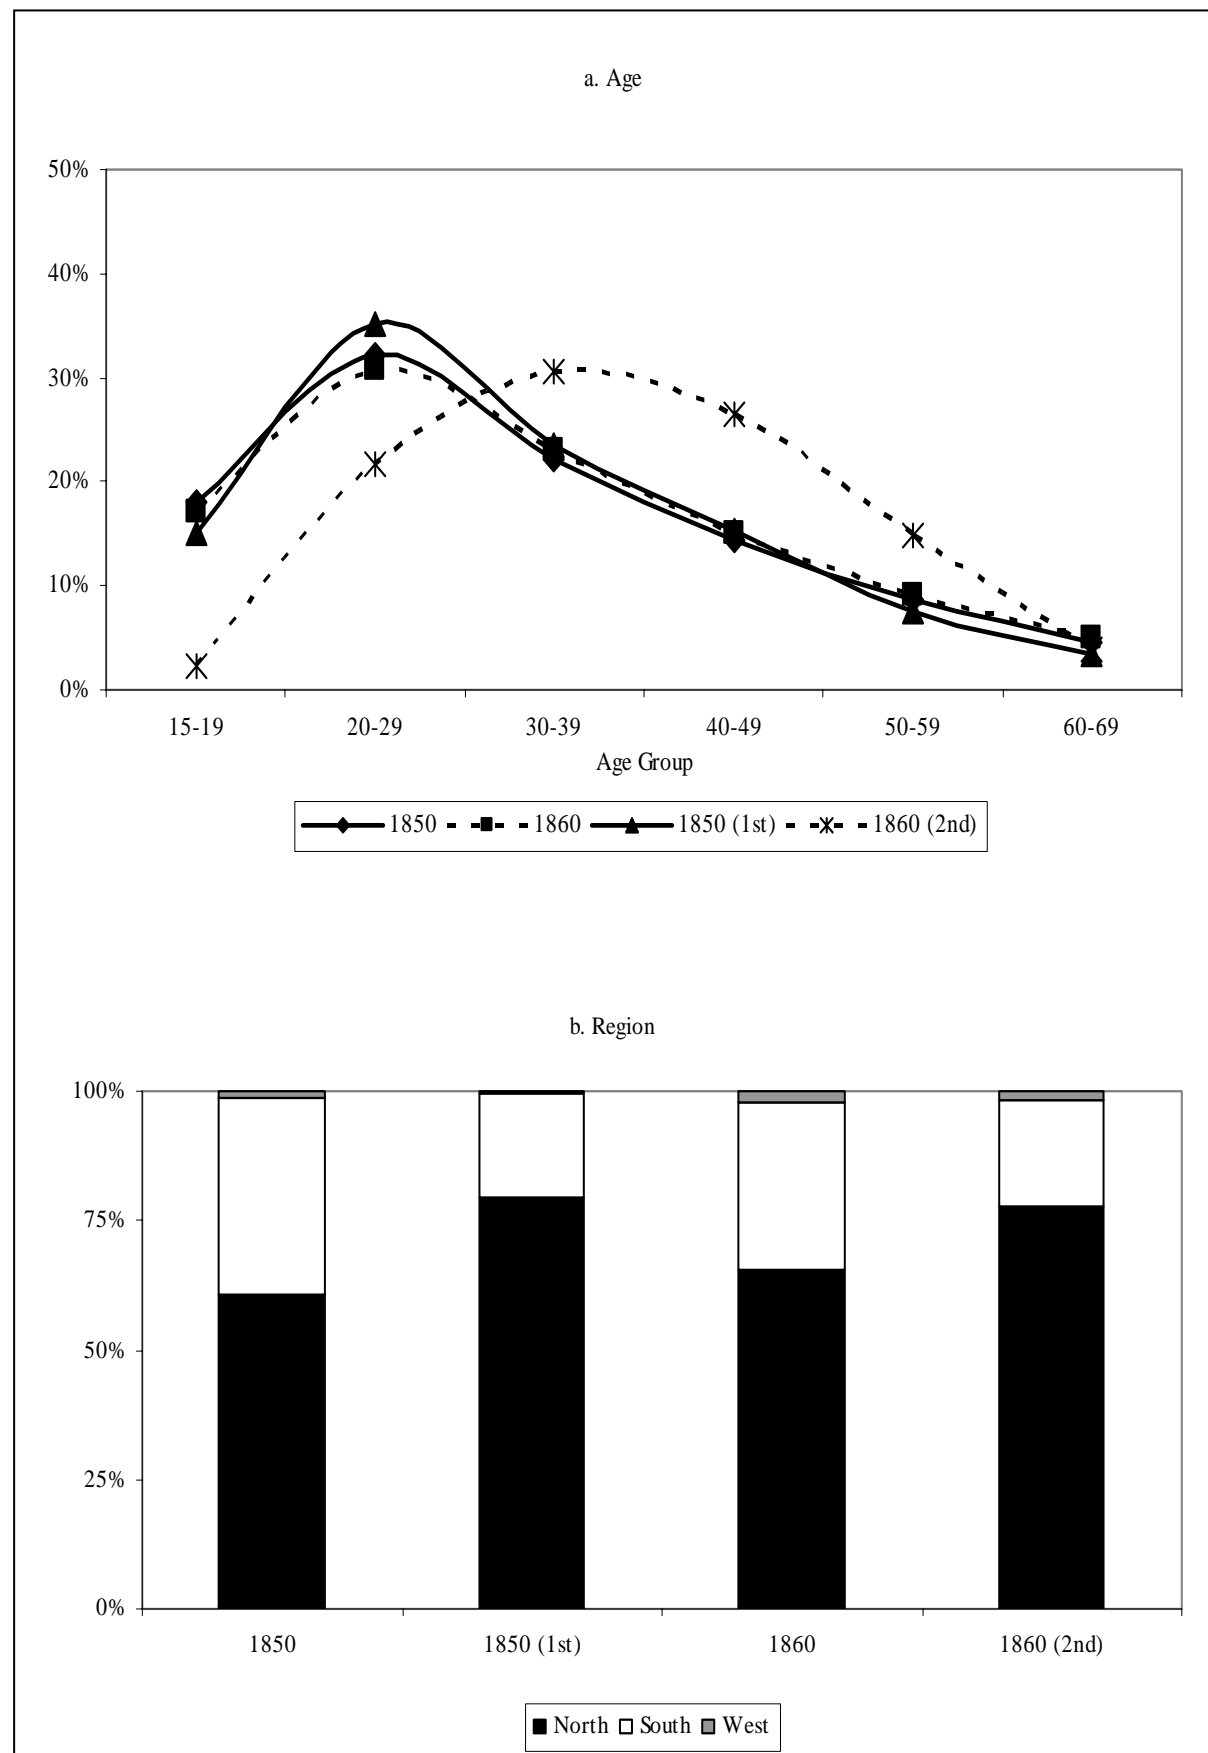 a. Age
50%
40%
30%
20%
10%
0%
15-19 20-29 30-39 40-49 50-59 60-69
Age Group
1850 1860 1850 (1st) 1860 (2nd)
b. Region
100%
75%
50%
25%
0%
1850 1850 (1st) 1860 1860 (2nd)
North South West